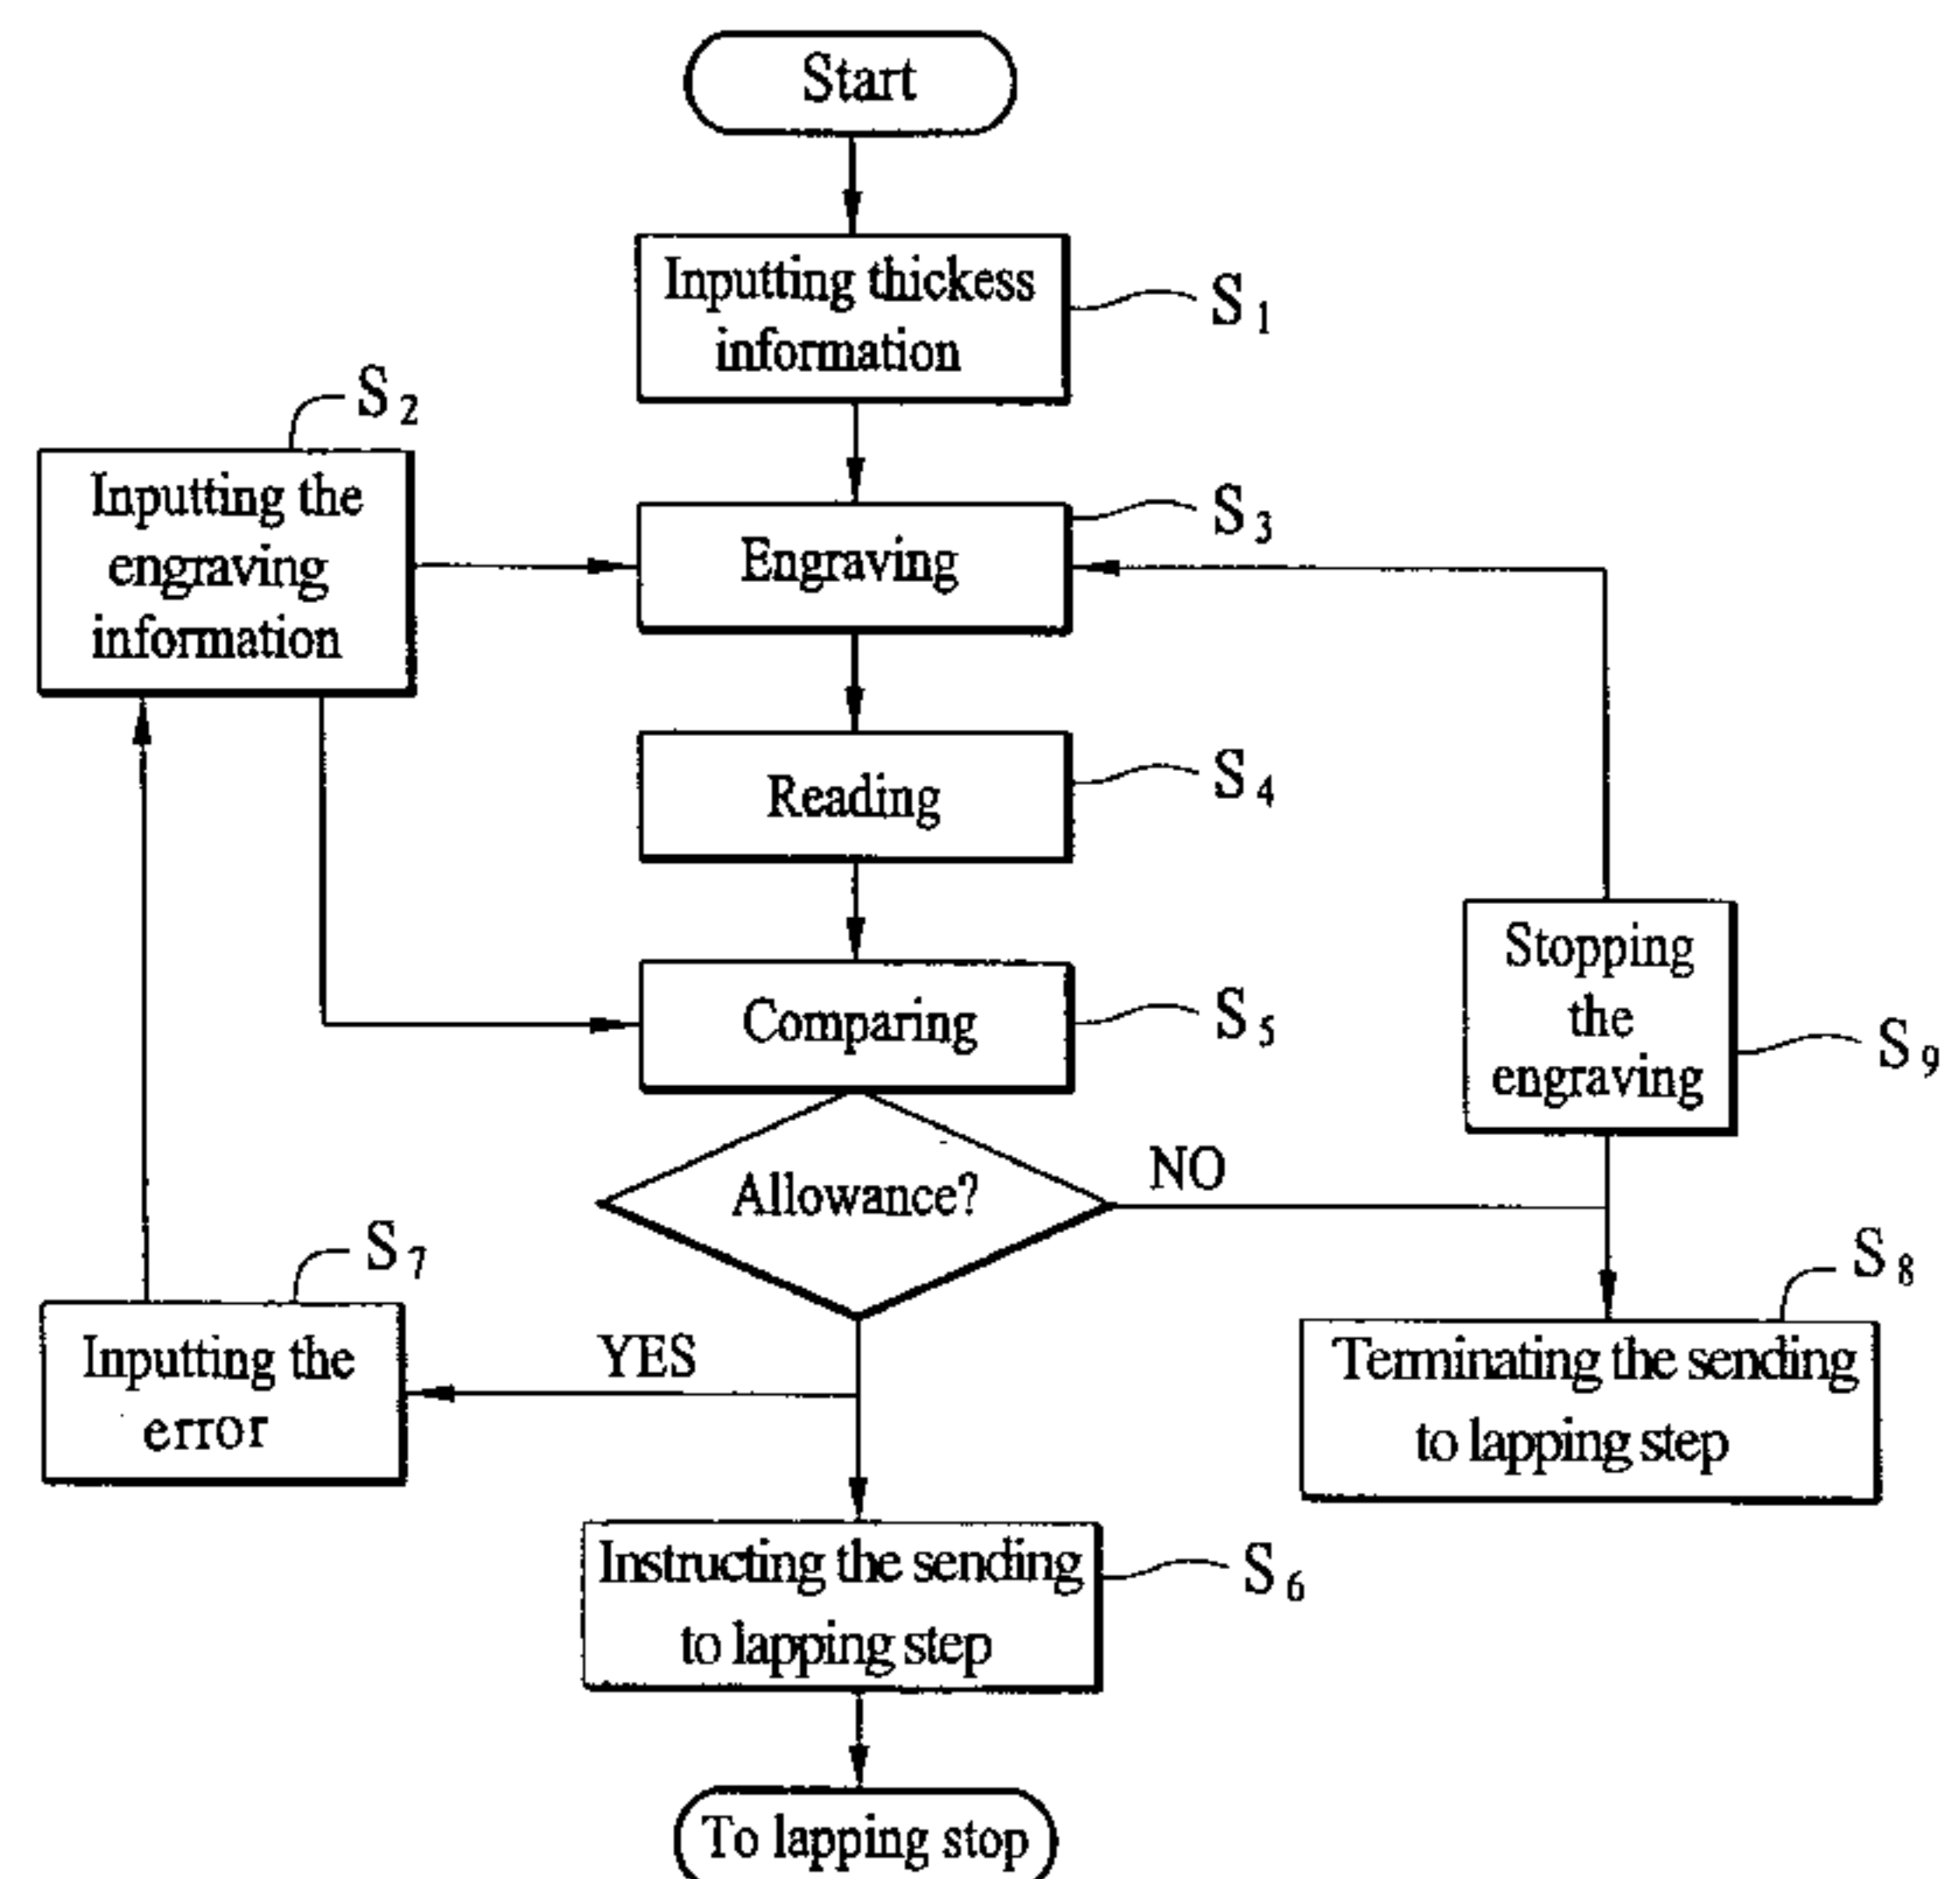 Start
Inputting thickess
information
S1
S2
Inputting the
engraving
information
S3
Engraving
S4
Reading
S5
Comparing
Stopping
the
engraving
S9
Allowance?
NO
YES
S7
Inputting the
error
S8
Terminating the sending
to lapping step
Instructing the sending
to lapping step
S6
To lapping stop